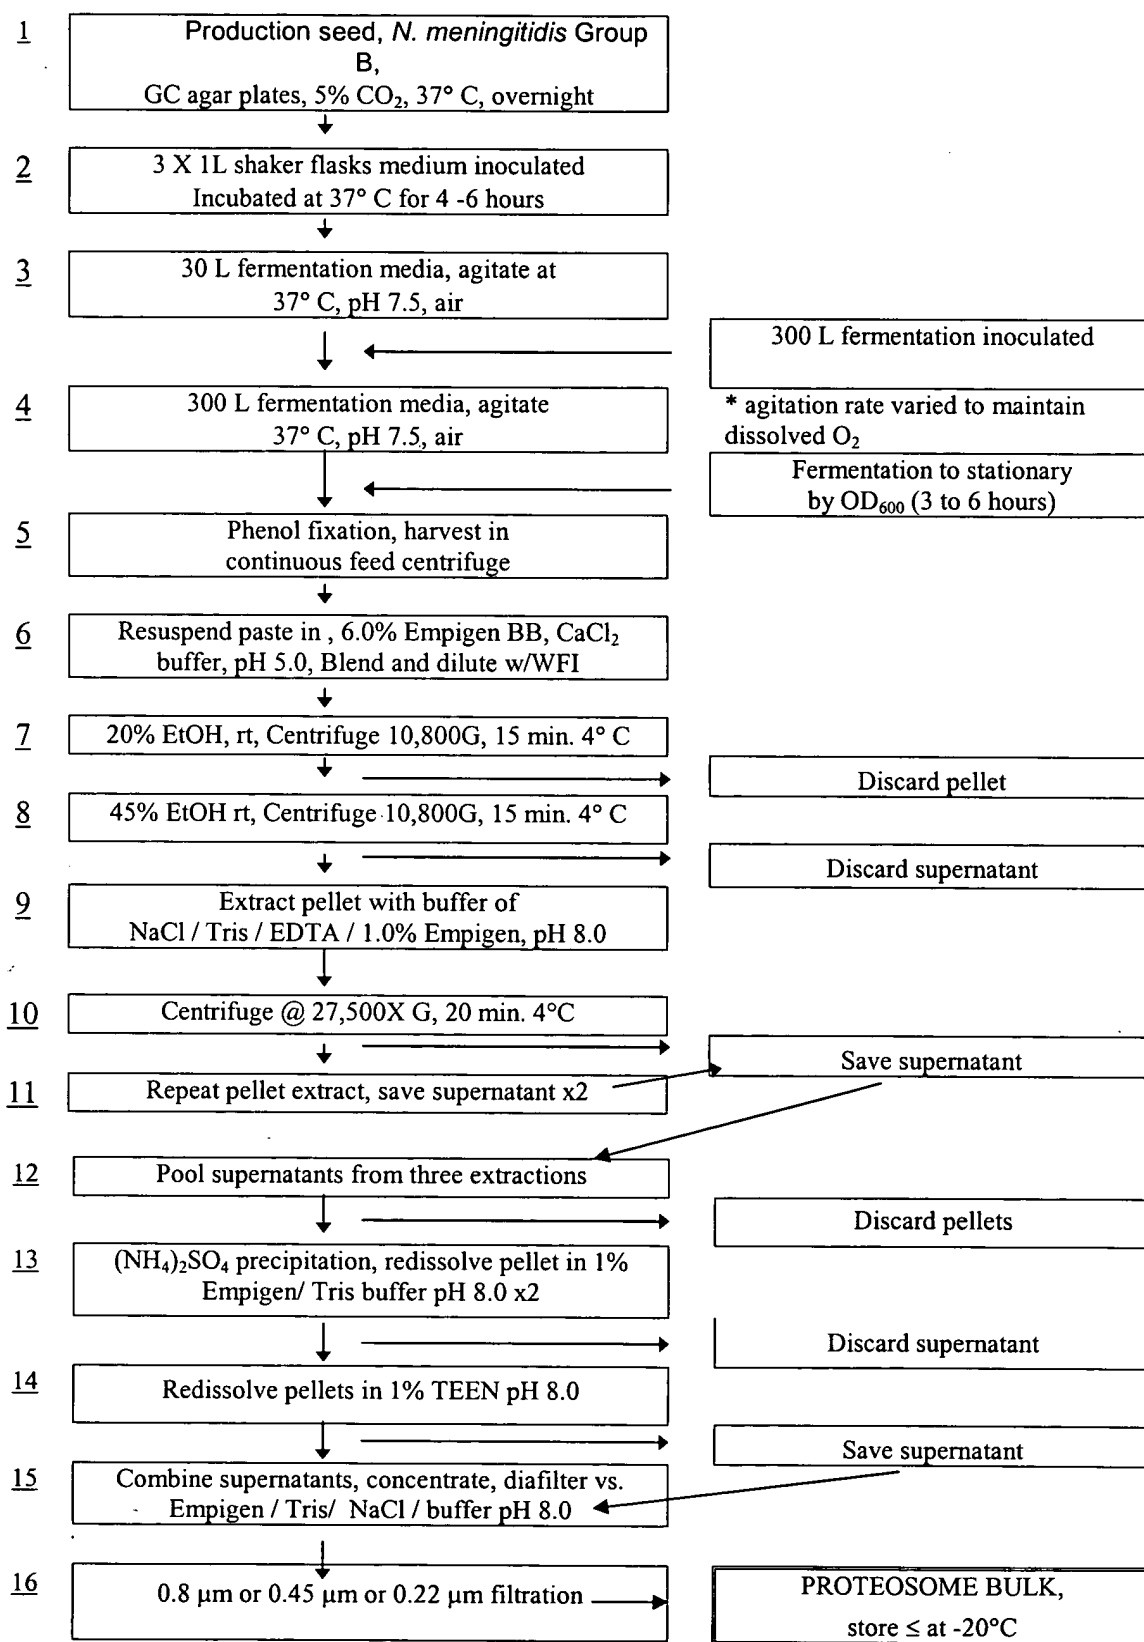 1
Production seed, N. meningitidis Group
B,
GC agar plates, 5% CO₂, 37° C, overnight
2
3 X 1L shaker flasks medium inoculated
Incubated at 37° C for 4 -6 hours
3
30 L fermentation media, agitate at
37° C, pH 7.5, air
300 L fermentation inoculated
4
300 L fermentation media, agitate
37° C, pH 7.5, air
* agitation rate varied to maintain
dissolved O₂
Fermentation to stationary
by OD₆₀₀ (3 to 6 hours)
5
Phenol fixation, harvest in
continuous feed centrifuge
6
Resuspend paste in , 6.0% Empigen BB, CaCl₂
buffer, pH 5.0, Blend and dilute w/WFI
7
20% EtOH, rt, Centrifuge 10,800G, 15 min. 4° C
Discard pellet
8
45% EtOH rt, Centrifuge 10,800G, 15 min. 4° C
Discard supernatant
9
Extract pellet with buffer of
NaCl / Tris / EDTA / 1.0% Empigen, pH 8.0
10
Centrifuge @ 27,500X G, 20 min. 4°C
Save supernatant
11
Repeat pellet extract, save supernatant x2
12
Pool supernatants from three extractions
Discard pellets
13
(NH₄)₂SO₄ precipitation, redissolve pellet in 1%
Empigen/ Tris buffer pH 8.0 x2
Discard supernatant
14
Redissolve pellets in 1% TEEN pH 8.0
Save supernatant
15
Combine supernatants, concentrate, diafilter vs.
Empigen / Tris/ NaCl / buffer pH 8.0
16
0.8 µm or 0.45 µm or 0.22 µm filtration
PROTEOSOME BULK,
store ≤ at -20°C